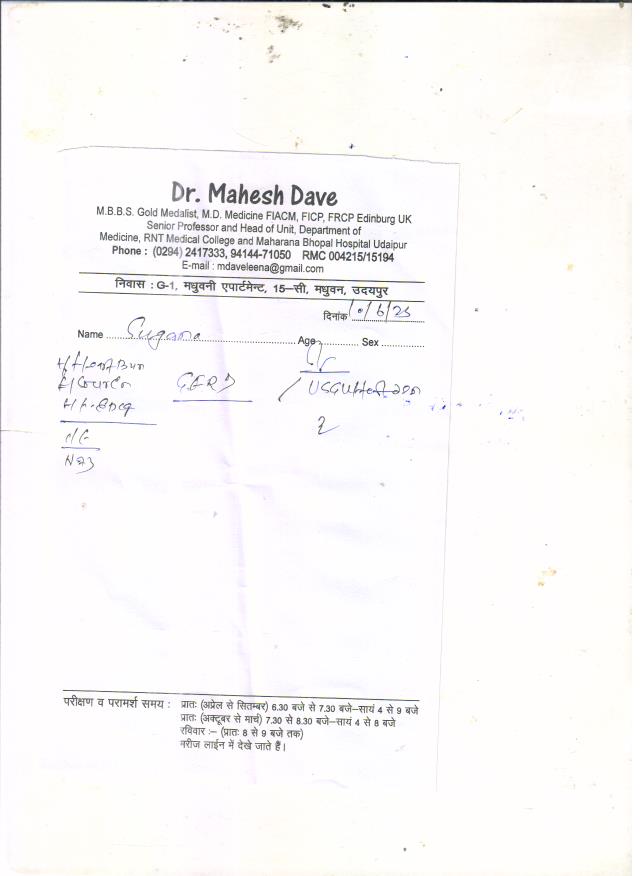 Dr. Mahesh Dave
M.B.B.S. Gold Medalist, M.D. Medicine FIACM, FICP, FRCP Edinburg UK
Senior Professor and Head of Unit, Department of
Medicine, RNT Medical College and Maharana Bhopal Hospital Udaipur
Phone : (0294) 2417333, 94144-71050 RMC 004215/15194
E-mail : mdaveleena@gmail.com
निवास : G-1, मधुवनी एपार्टमेन्ट, 15–सी, मधुवन, उदयपुर
दिनांक
Name Sugana Age Sex
GERD
परीक्षण व परामर्श समय : प्रातः (अप्रेल से सितम्बर) 6.30 बजे से 7.30 बजे–सायं 4 से 9 बजे
प्रातः (अक्टूबर से मार्च) 7.30 से 8.30 बजे–सायं 4 से 8 बजे
रविवार :– (प्रातः 8 से 9 बजे तक)
मरीज लाईन में देखे जाते हैं।